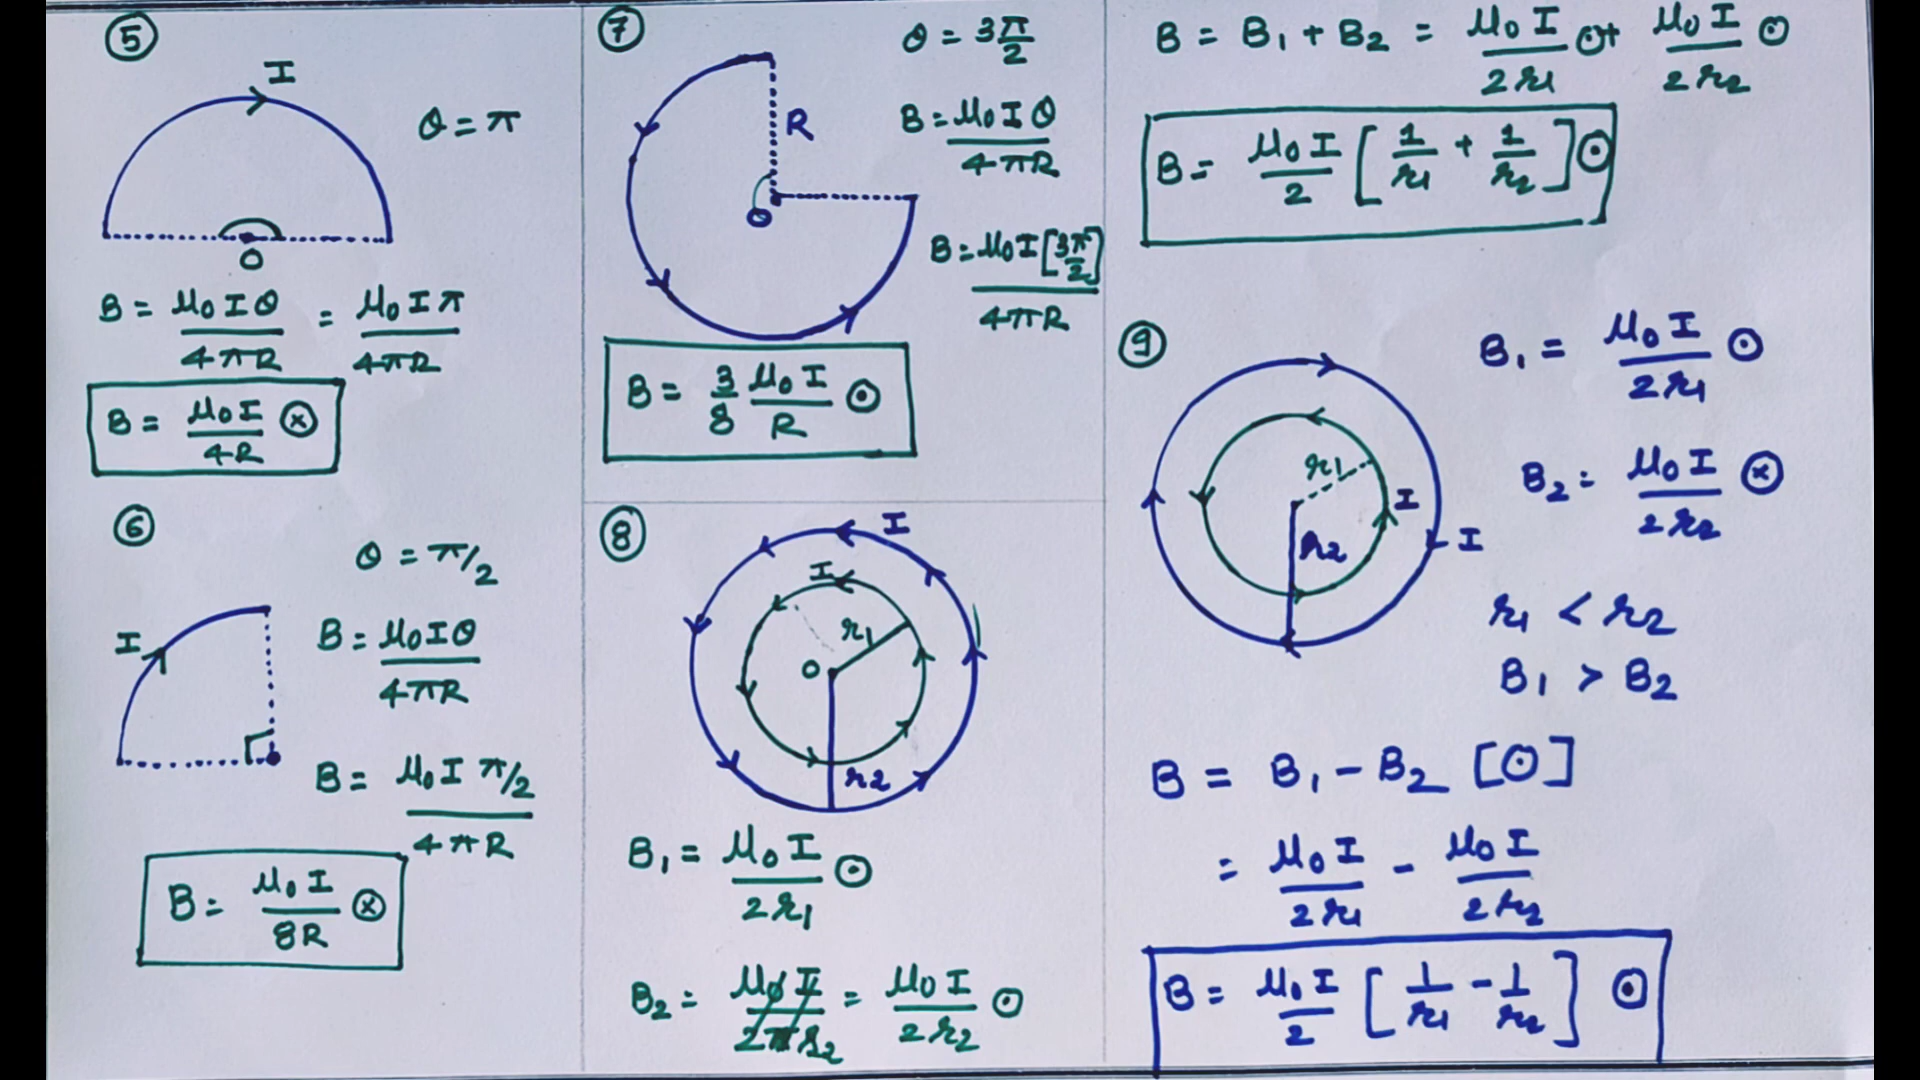 5
I
θ = π
O
B = μ₀Iθ / 4πR = μ₀Iπ / 4πR
B = μ₀I / 4R ⊗
6
θ = π/2
I
B = μ₀Iθ / 4πR
B = μ₀I π/2 / 4πR
B = μ₀I / 8R ⊗
7
θ = 3π/2
R
B = μ₀Iθ / 4πR
B = μ₀I[3π/2] / 4πR
B = 3/8 μ₀I / R ⊙
8
I
I
r₁
O
r₂
B₁ = μ₀I / 2r₁ ⊙
B₂ = μ₀I / 2πr₂ = μ₀I / 2r₂ ⊙
B = B₁ + B₂ = μ₀I / 2r₁ ⊙ + μ₀I / 2r₂ ⊙
B = μ₀I / 2 [1/r₁ + 1/r₂] ⊙
9
B₁ = μ₀I / 2r₁ ⊙
r₁
I
r₂
I
B₂ = μ₀I / 2r₂ ⊗
r₁ < r₂
B₁ > B₂
B = B₁ - B₂ [⊙]
= μ₀I / 2r₁ - μ₀I / 2r₂
B = μ₀I / 2 [1/r₁ - 1/r₂] ⊙